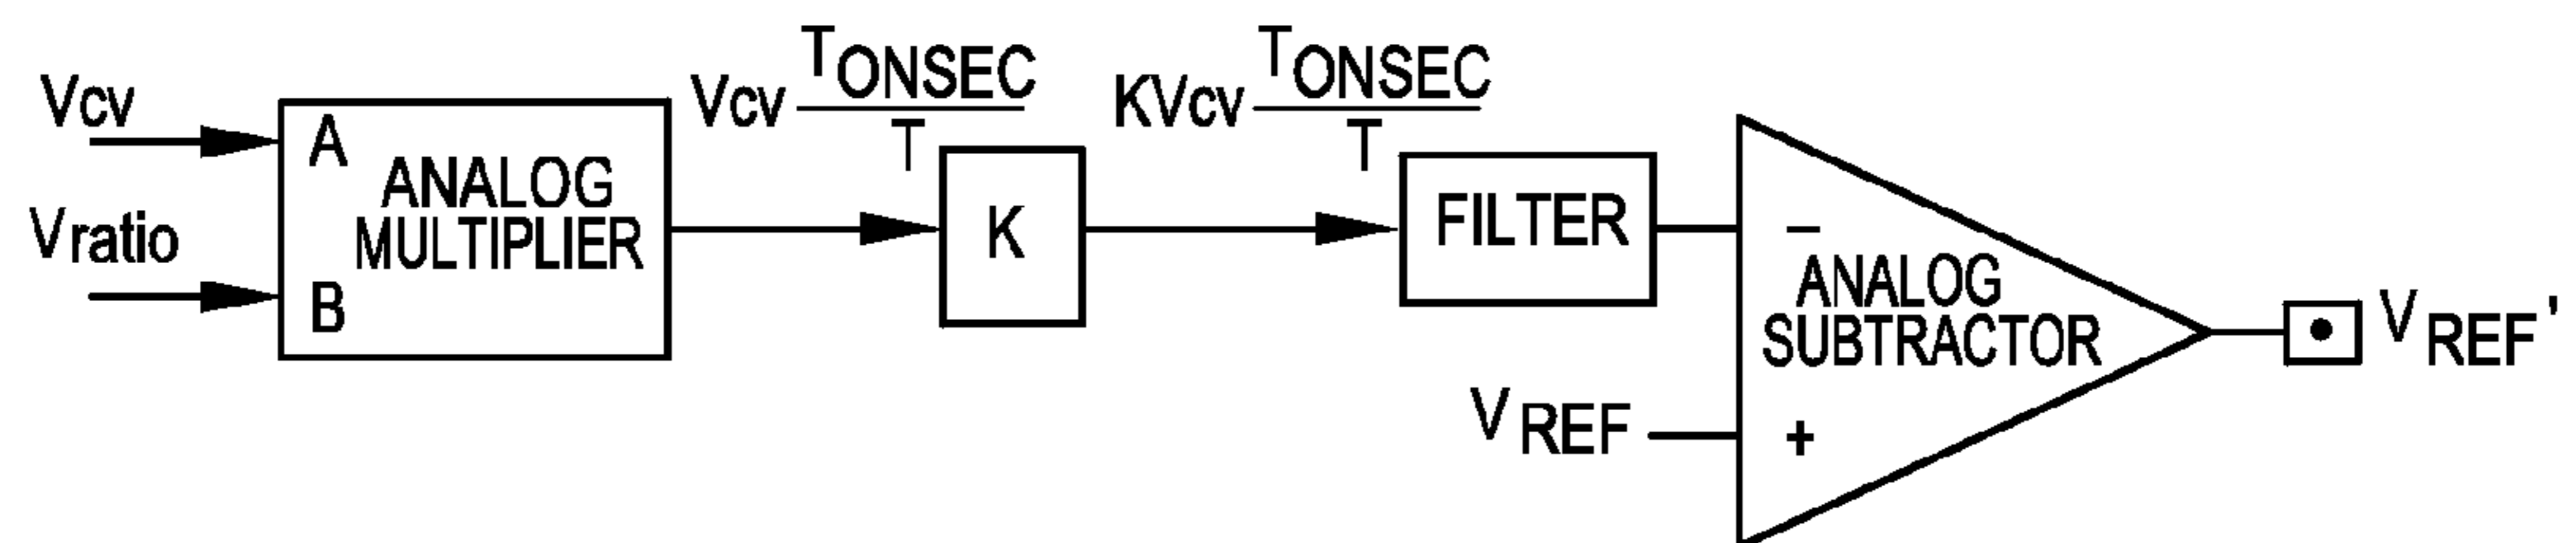 Vcv
Vratio
A
B
ANALOG
MULTIPLIER
Vcv TONSEC
T
K
KVcv TONSEC
T
FILTER
−
ANALOG
SUBTRACTOR
+
VREF
VREF'